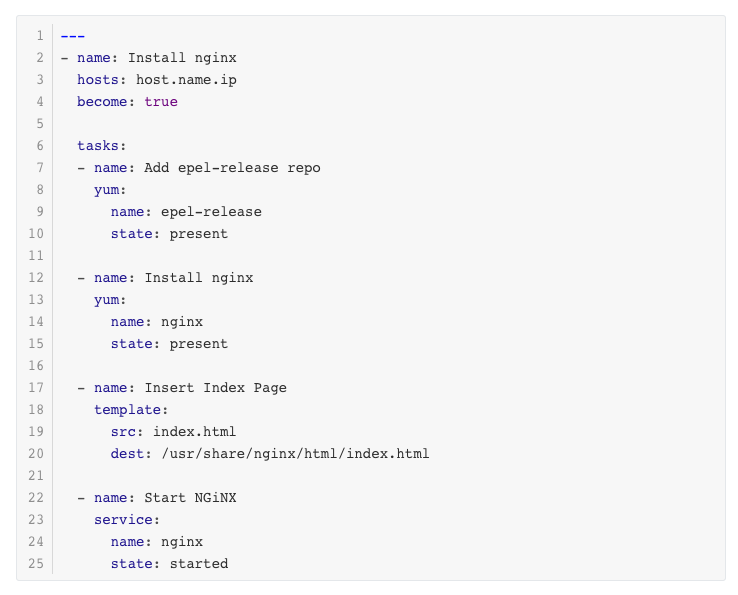 1 ---
2 - name: Install nginx
3   hosts: host.name.ip
4   become: true
5
6   tasks:
7   - name: Add epel-release repo
8     yum:
9       name: epel-release
10       state: present
11
12   - name: Install nginx
13     yum:
14       name: nginx
15       state: present
16
17   - name: Insert Index Page
18     template:
19       src: index.html
20       dest: /usr/share/nginx/html/index.html
21
22   - name: Start NGiNX
23     service:
24       name: nginx
25       state: started